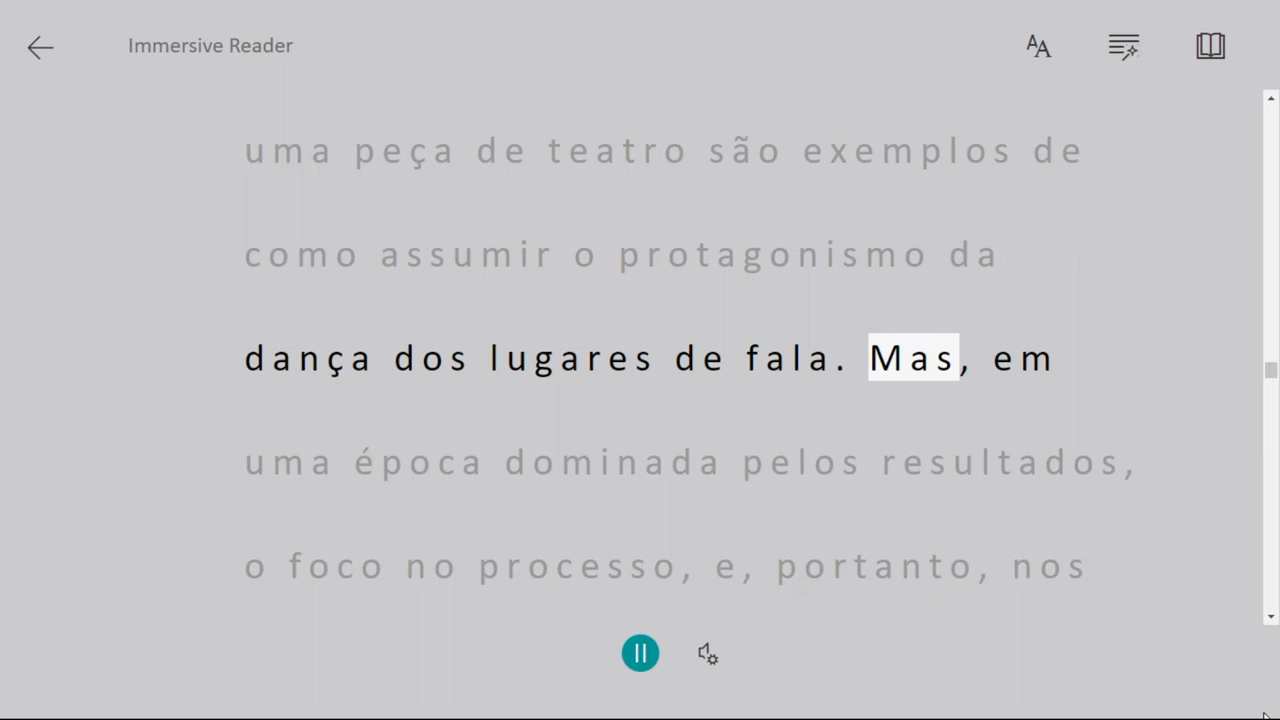 Immersive Reader
AA
uma peça de teatro são exemplos de
como assumir o protagonismo da
dança dos lugares de fala. Mas, em
uma época dominada pelos resultados,
o foco no processo, e, portanto, nos